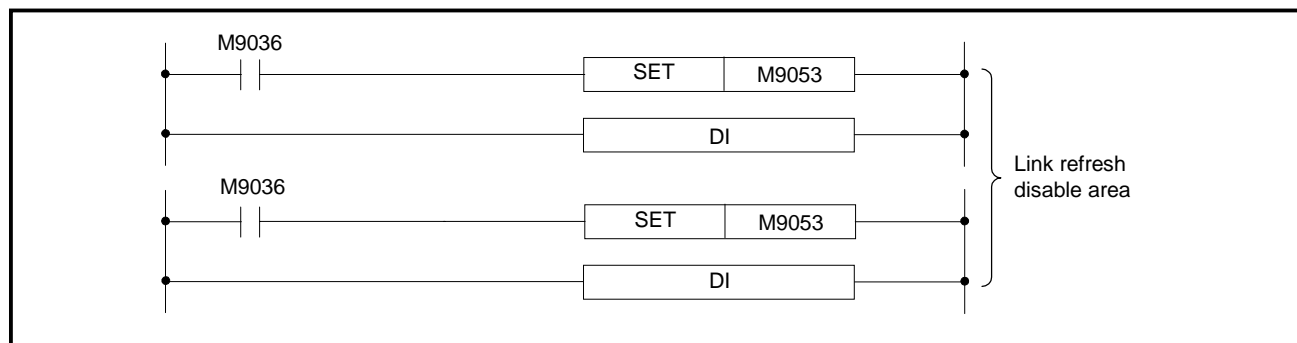 M9036
SET M9053
DI
M9036
SET M9053
DI
Link refresh
disable area